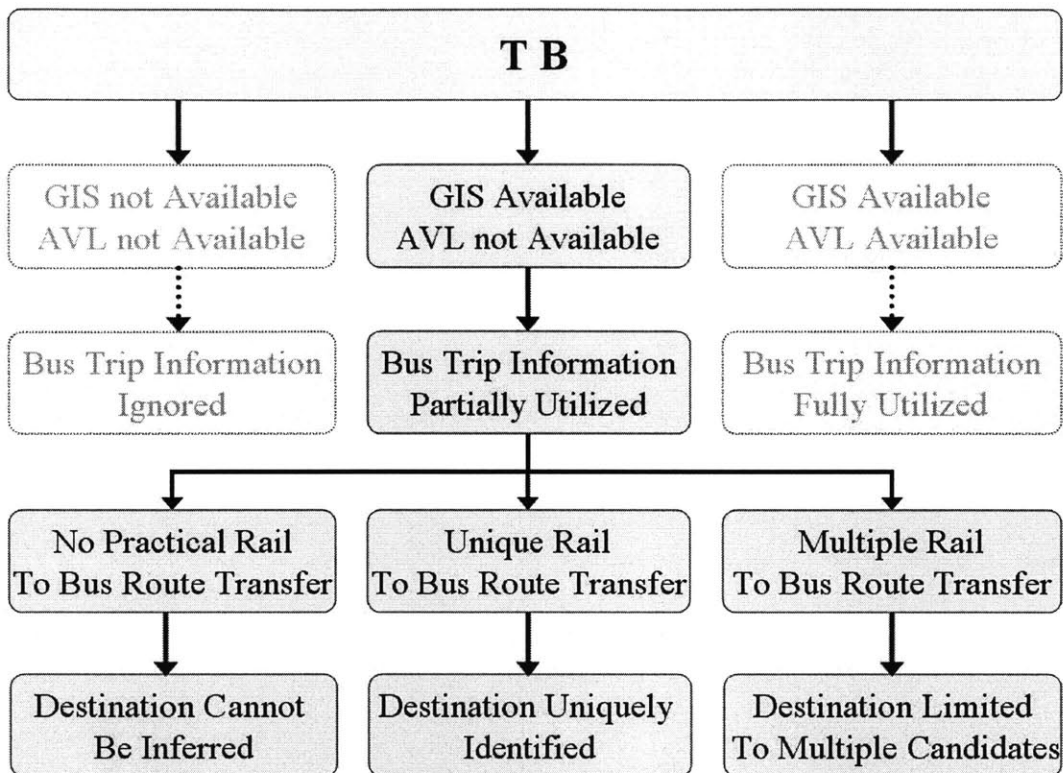 T B
GIS not Available
AVL not Available
GIS Available
AVL not Available
GIS Available
AVL Available
Bus Trip Information
Ignored
Bus Trip Information
Partially Utilized
Bus Trip Information
Fully Utilized
No Practical Rail
To Bus Route Transfer
Unique Rail
To Bus Route Transfer
Multiple Rail
To Bus Route Transfer
Destination Cannot
Be Inferred
Destination Uniquely
Identified
Destination Limited
To Multiple Candidates